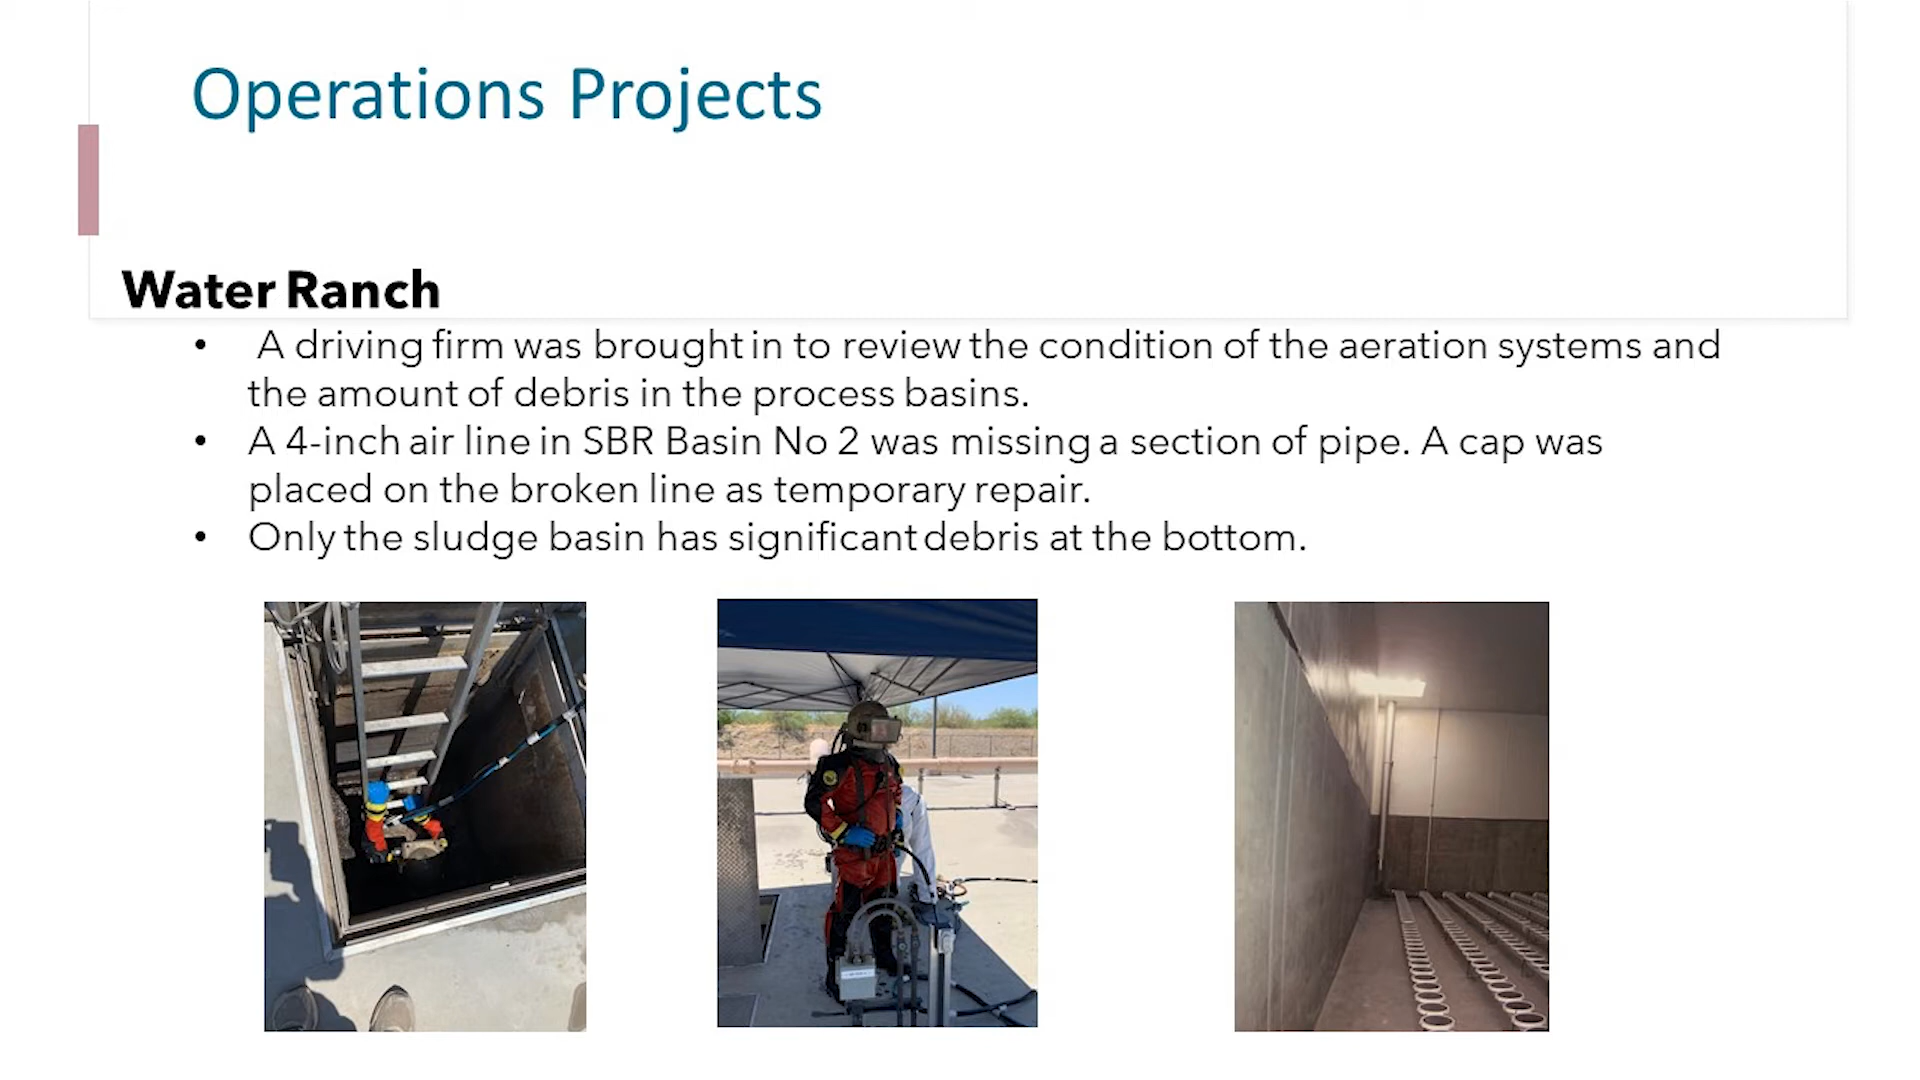 Operations Projects
Water Ranch
• A driving firm was brought in to review the condition of the aeration systems and
the amount of debris in the process basins.
• A 4-inch air line in SBR Basin No 2 was missing a section of pipe. A cap was
placed on the broken line as temporary repair.
• Only the sludge basin has significant debris at the bottom.